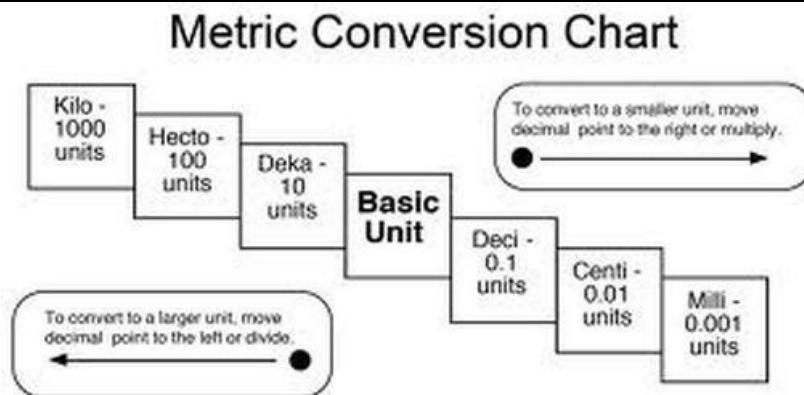 Metric Conversion Chart
Kilo -
1000
units
Hecto -
100
units
Deka -
10
units
Basic
Unit
Deci -
0.1
units
Centi -
0.01
units
Milli -
0.001
units
To convert to a smaller unit, move
decimal point to the right or multiply.
To convert to a larger unit, move
decimal point to the left or divide.